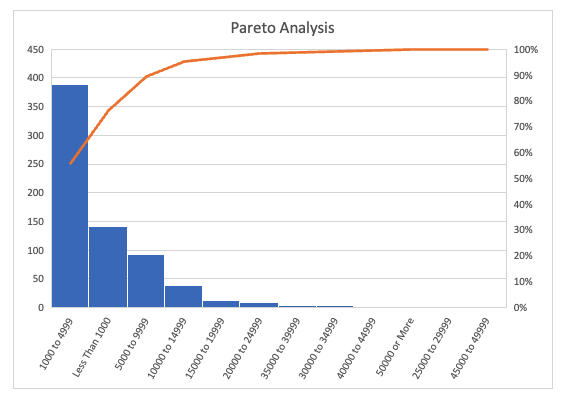 Pareto Analysis
450
400
350
300
250
200
150
100
50
0
100%
90%
80%
70%
60%
50%
40%
30%
20%
10%
0%
1000 to 4999
Less Than 1000
5000 to 9999
10000 to 14999
15000 to 19999
20000 to 24999
35000 to 39999
30000 to 34999
40000 to 44999
50000 or More
25000 to 29999
45000 to 49999